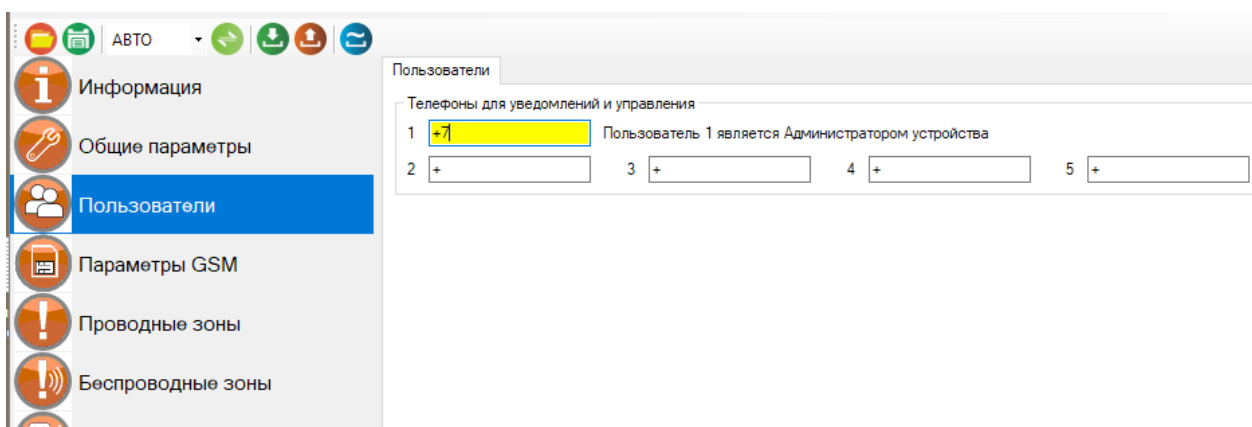 АВТО
Информация
Общие параметры
Пользователи
Параметры GSM
Проводные зоны
Беспроводные зоны
Пользователи
Телефоны для уведомлений и управления
1 +7 Пользователь 1 является Администратором устройства
2 + 3 + 4 + 5 +